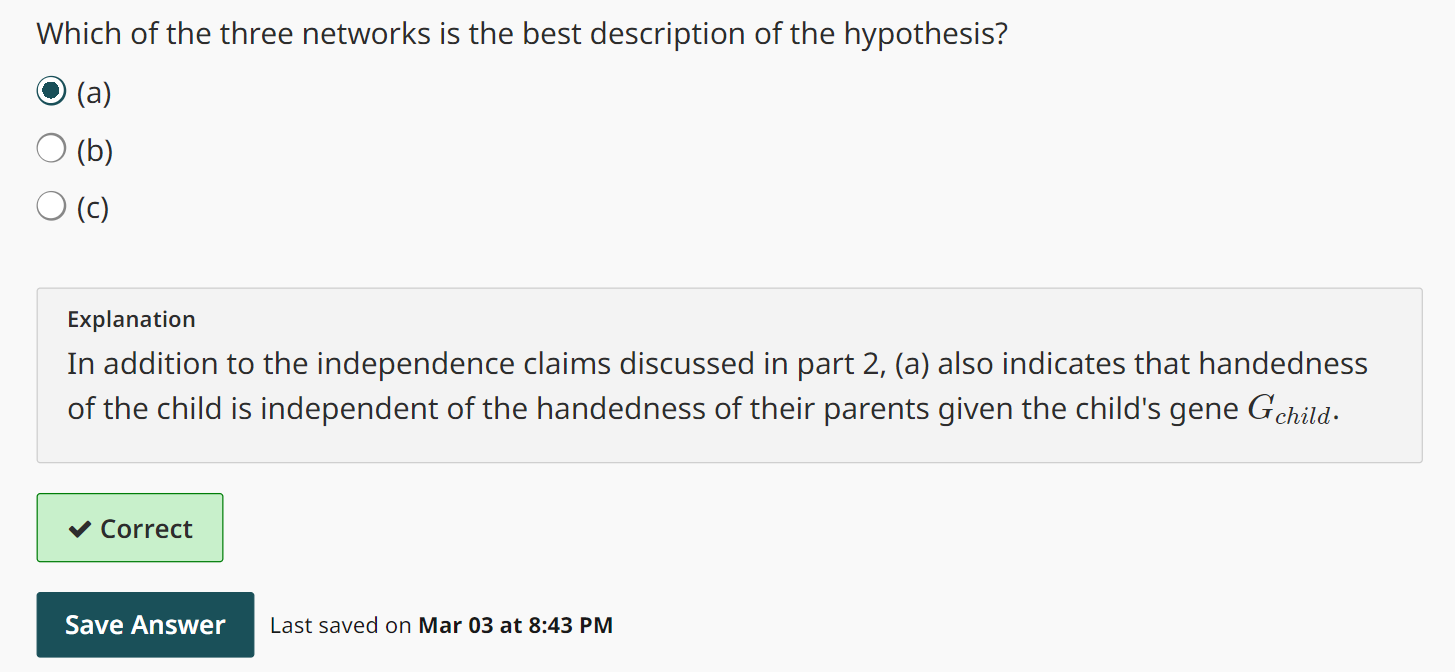 Which of the three networks is the best description of the hypothesis?
(a)
(b)
(c)
Explanation
In addition to the independence claims discussed in part 2, (a) also indicates that handedness
of the child is independent of the handedness of their parents given the child's gene G_{child}.
✔ Correct
Save Answer Last saved on Mar 03 at 8:43 PM